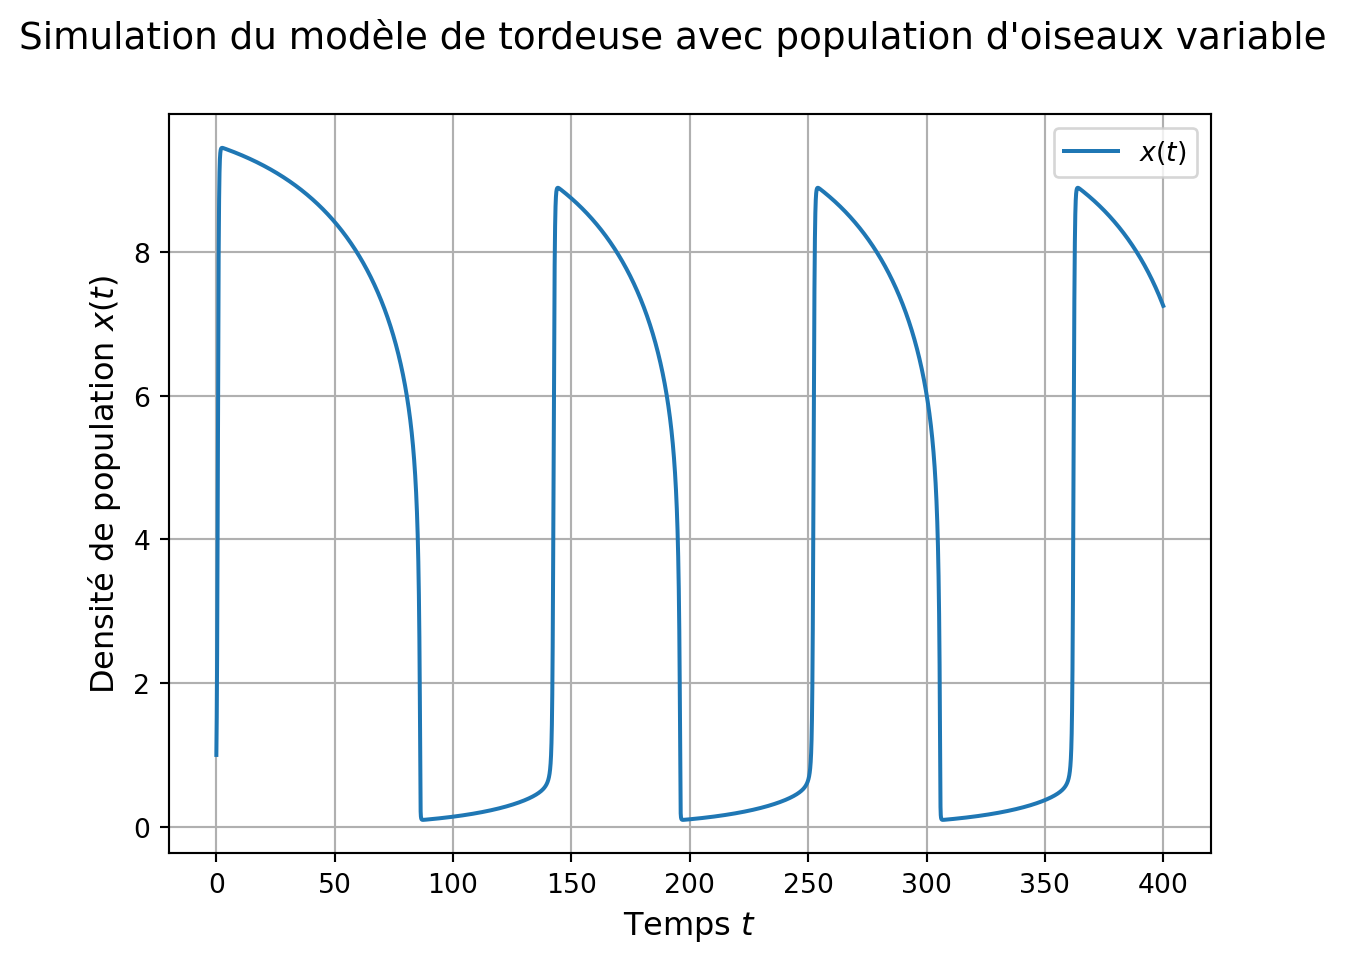 Simulation du modèle de tordeuse avec population d'oiseaux variable
x(t)
Densité de population x(t)
8
6
4
2
0
0 50 100 150 200 250 300 350 400
Temps t